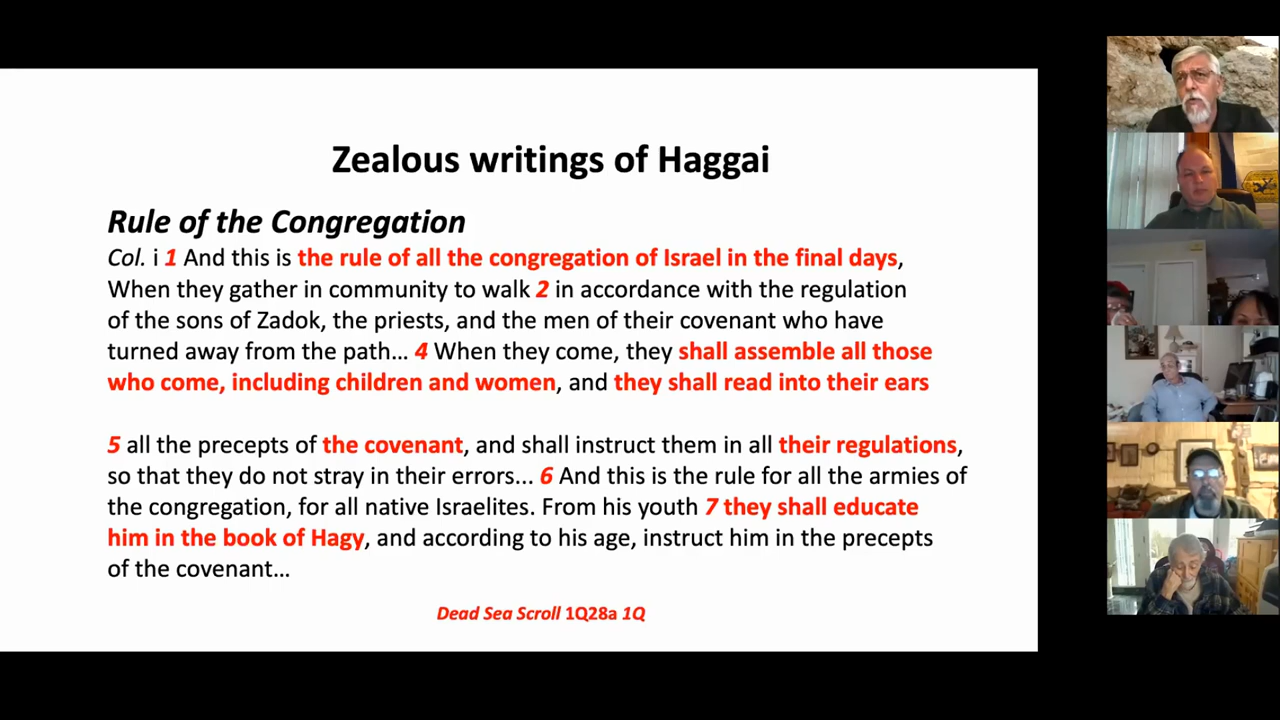 Zealous writings of Haggai
Rule of the Congregation
Col. i 1 And this is the rule of all the congregation of Israel in the final days,
When they gather in community to walk 2 in accordance with the regulation
of the sons of Zadok, the priests, and the men of their covenant who have
turned away from the path... 4 When they come, they shall assemble all those
who come, including children and women, and they shall read into their ears
5 all the precepts of the covenant, and shall instruct them in all their regulations,
so that they do not stray in their errors... 6 And this is the rule for all the armies of
the congregation, for all native Israelites. From his youth 7 they shall educate
him in the book of Hagy, and according to his age, instruct him in the precepts
of the covenant...
Dead Sea Scroll 1Q28a 1Q